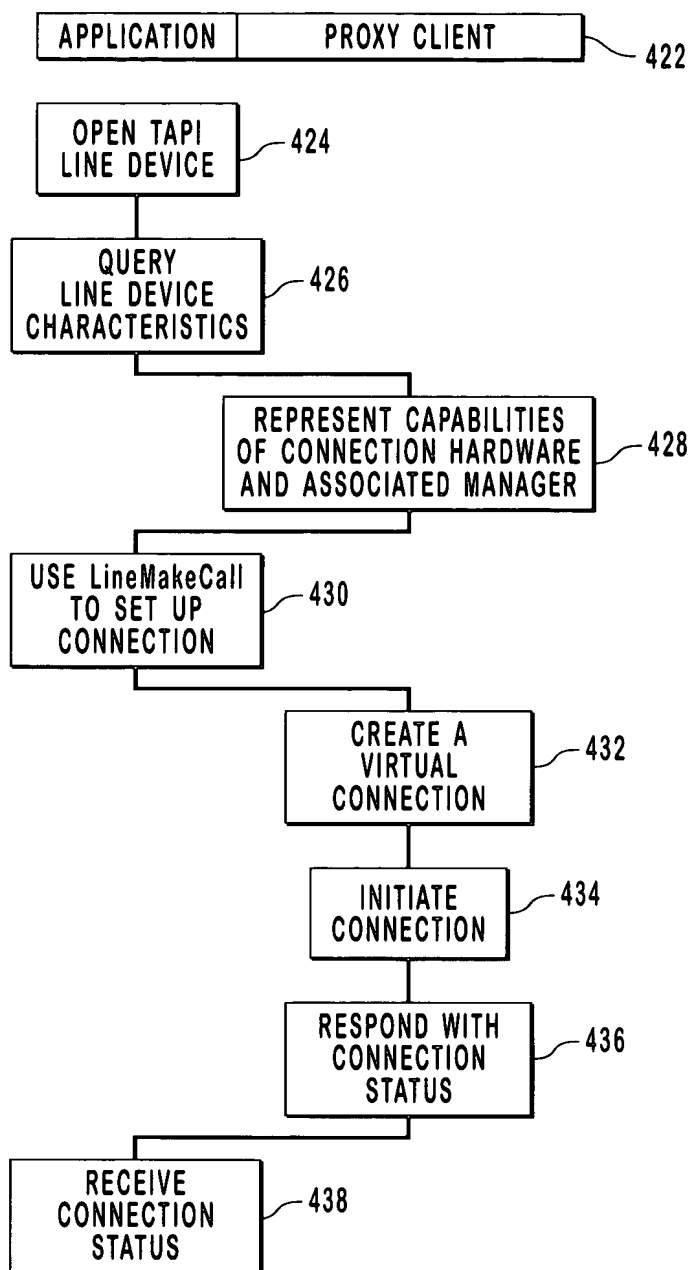 APPLICATION PROXY CLIENT 422
OPEN TAPI
LINE DEVICE
424
QUERY
LINE DEVICE
CHARACTERISTICS
426
REPRESENT CAPABILITIES
OF CONNECTION HARDWARE
AND ASSOCIATED MANAGER
428
USE LineMakeCall
TO SET UP
CONNECTION
430
CREATE A
VIRTUAL
CONNECTION
432
INITIATE
CONNECTION
434
RESPOND WITH
CONNECTION
STATUS
436
RECEIVE
CONNECTION
STATUS
438